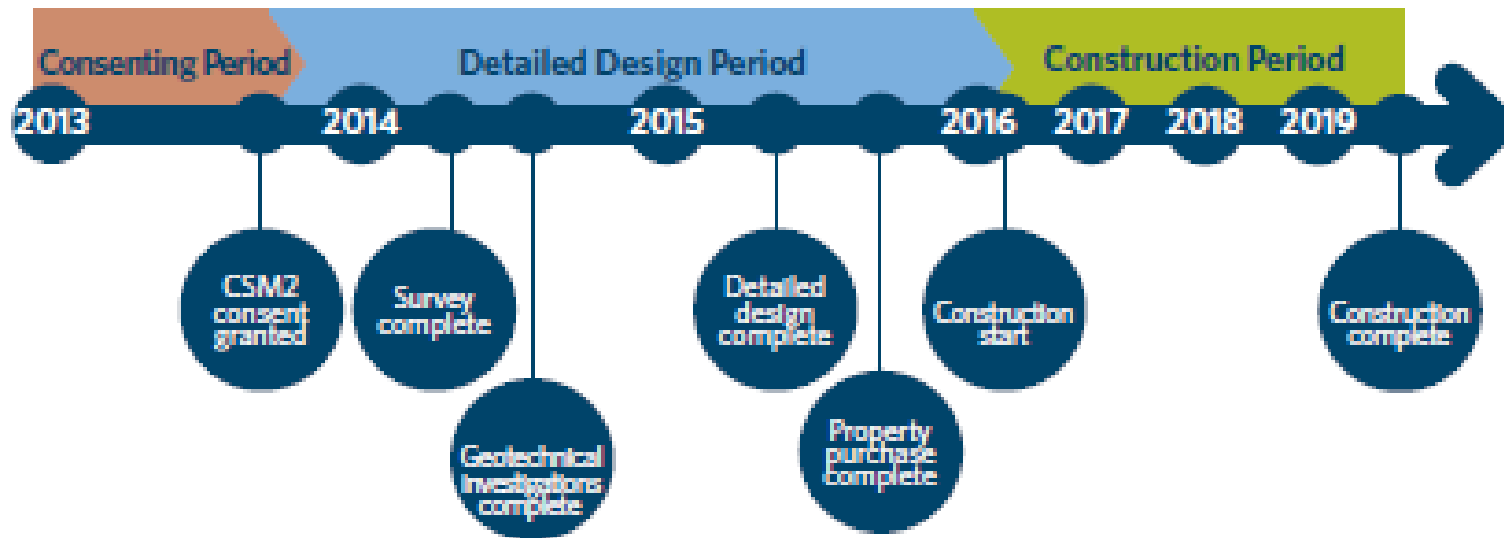 Consenting Period
Detailed Design Period
Construction Period
2013
2014
2015
2016
2017
2018
2019
CSM2
consent
granted
Survey
complete
Geotechnical
investigations
complete
Detailed
design
complete
Property
purchase
complete
Construction
start
Construction
complete